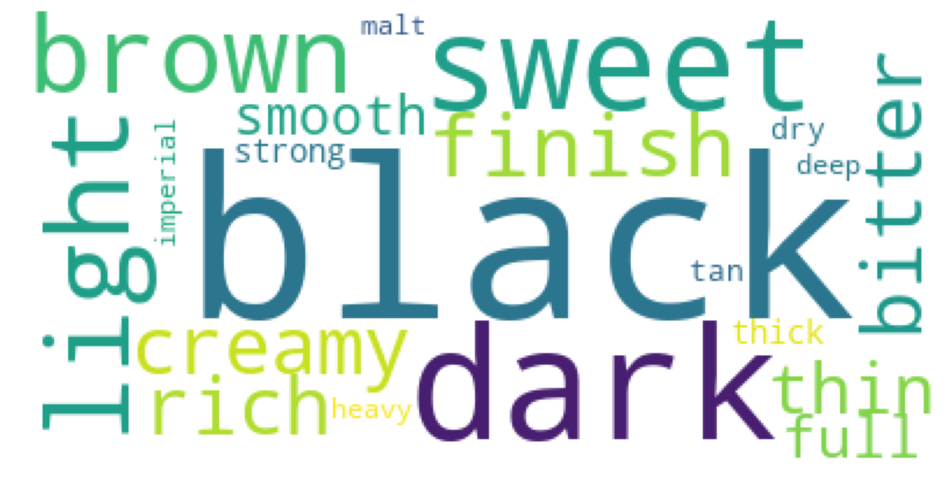 brown
malt
sweet
smooth
finish
dry
strong
deep
light
imperial
black
bitter
tan
creamy
dark
thick
rich
heavy
thin
full